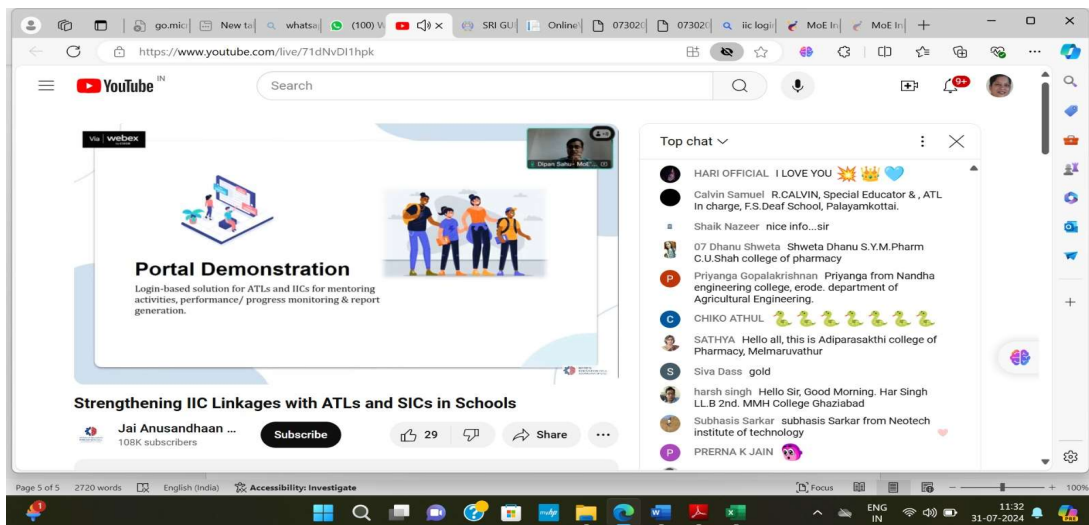 go.micr
New ta
whatsa
(100) W
SRI GU
Online
07302
07302
iic logi
MoE In
MoE In
https://www.youtube.com/live/71dNvDI1hpk
YouTube IN
Search
9+
Via webex
Dipan Sahu- MoE'...
Portal Demonstration
Login-based solution for ATLs and IICs for mentoring
activities, performance/ progress monitoring & report
generation.
Strengthening IIC Linkages with ATLs and SICs in Schools
Jai Anusandhaan ...
108K subscribers
Subscribe
29
Share
Top chat
HARI OFFICIAL I LOVE YOU 💥👑🩵
Calvin Samuel R.CALVIN, Special Educator & , ATL
In charge, F.S.Deaf School, Palayamkottai.
Shaik Nazeer nice info...sir
07 Dhanu Shweta Shweta Dhanu S.Y.M.Pharm
C.U.Shah college of pharmacy
P
Priyanga Gopalakrishnan Priyanga from Nandha
engineering college, erode. department of
Agricultural Engineering.
C
CHIKO ATHUL 🐍🐍🐍🐍🐍🐍🐍
SATHYA Hello all, this is Adiparasakthi college of
Pharmacy, Melmaruvathur
S
Siva Dass gold
harsh singh Hello Sir, Good Morning. Har Singh
LL.B 2nd. MMH College Ghaziabad
Subhasis Sarkar subhasis Sarkar from Neotech
institute of technology
P
PRERNA K JAIN
Page 5 of 5 2720 words English (India) Accessibility: Investigate Focus 100%
myhp
ENG
IN
11:32
31-07-2024
PRE